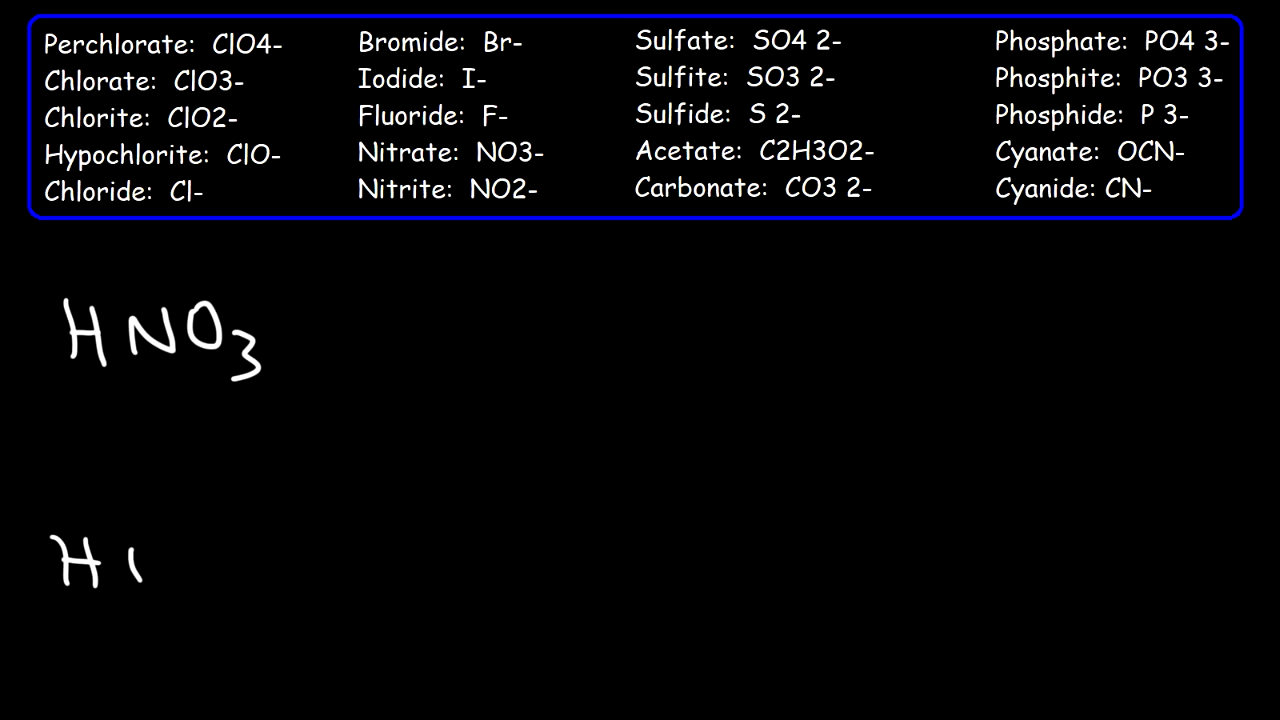 Perchlorate: ClO4-
Chlorate: ClO3-
Chlorite: ClO2-
Hypochlorite: ClO-
Chloride: Cl-
Bromide: Br-
Iodide: I-
Fluoride: F-
Nitrate: NO3-
Nitrite: NO2-
Sulfate: SO4 2-
Sulfite: SO3 2-
Sulfide: S 2-
Acetate: C2H3O2-
Carbonate: CO3 2-
Phosphate: PO4 3-
Phosphite: PO3 3-
Phosphide: P 3-
Cyanate: OCN-
Cyanide: CN-
HNO3
H